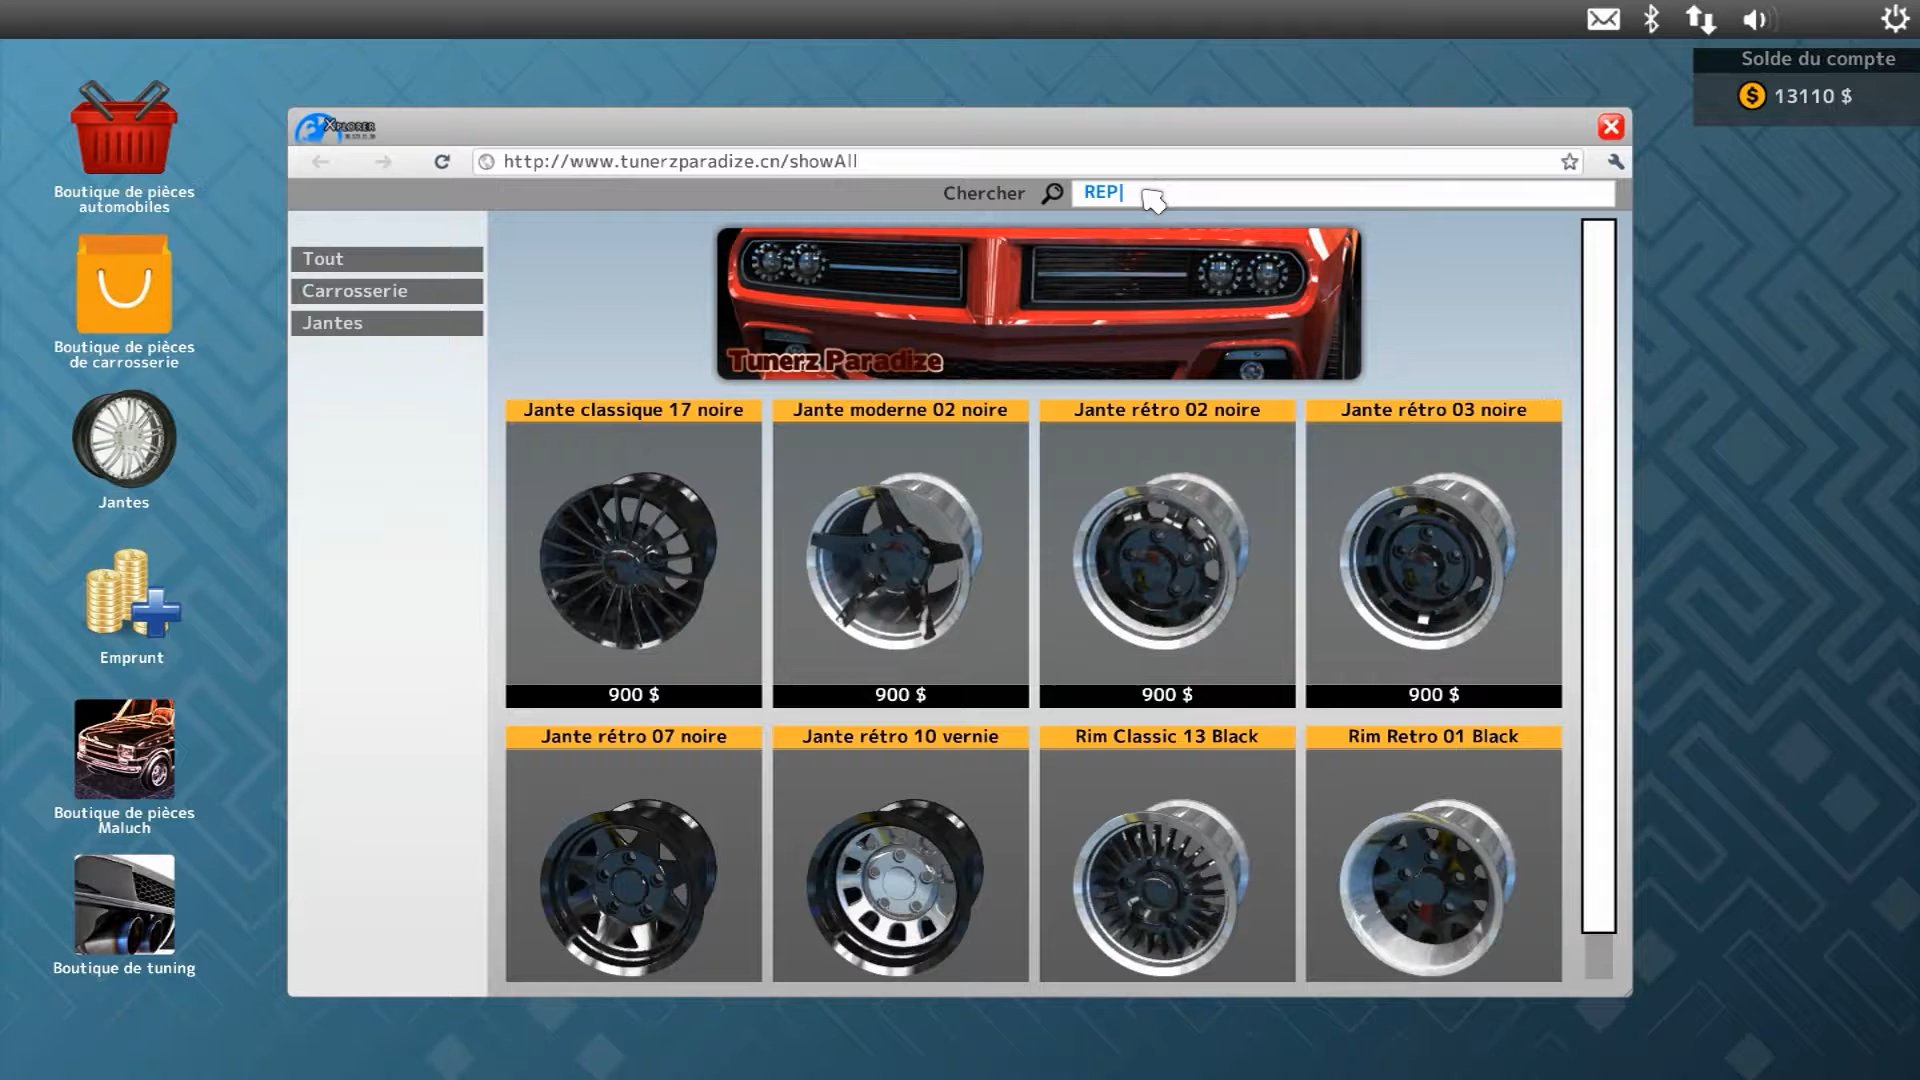 Solde du compte
$ 13110 $
XPLORER
http://www.tunerzparadize.cn/showAll
Chercher
REP
Boutique de pièces
automobiles
Boutique de pièces
de carrosserie
Jantes
Emprunt
Boutique de pièces
Maluch
Boutique de tuning
Tout
Carrosserie
Jantes
Tunerz Paradize
Jante classique 17 noire
Jante moderne 02 noire
Jante rétro 02 noire
Jante rétro 03 noire
900 $
900 $
900 $
900 $
Jante rétro 07 noire
Jante rétro 10 vernie
Rim Classic 13 Black
Rim Retro 01 Black